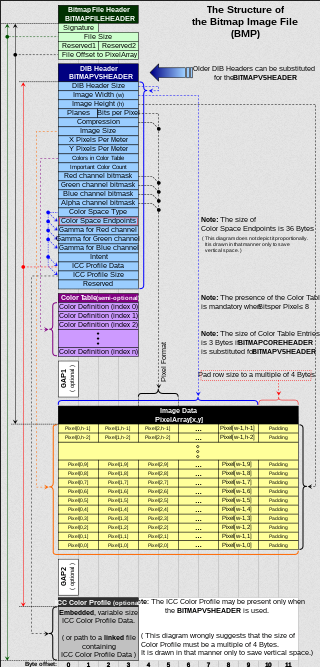 The Structure of
the Bitmap Image File
(BMP)
Bitmap File Header
BITMAPFILEHEADER
Signature
File Size
Reserved1 Reserved2
File Offset to PixelArray
DIB Header
BITMAPV5HEADER
Older DIB Headers can be substituted
for the BITMAPV5HEADER
DIB Header Size
Image Width (w)
Image Height (h)
Planes Bits per Pixel
Compression
Image Size
X Pixels Per Meter
Y Pixels Per Meter
Colors in Color Table
Important Color Count
Red channel bitmask
Green channel bitmask
Blue channel bitmask
Alpha channel bitmask
Color Space Type
Color Space Endpoints
Gamma for Red channel
Gamma for Green channel
Gamma for Blue channel
Intent
ICC Profile Data
ICC Profile Size
Reserved
Note: The size of
Color Space Endpoints is 36 Bytes
( This diagram does not depict it proportionally.
It is drawn in that manner only to save
vertical space.)
Color Table (semi-optional)
Color Definition (index 0)
Color Definition (index 1)
Color Definition (index 2)
Color Definition (index n)
Note: The presence of the Color Table
is mandatory when Bits per Pixels 8
Note: The size of Color Table Entries
is 3 Bytes if BITMAPCOREHEADER
is substituted for BITMAPV5HEADER
GAP1
( optional )
Pixel Format
Pad row size to a multiple of 4 Bytes
Image Data
PixelArray[x,y]
Pixel[0,h-1] Pixel[1,h-1] Pixel[2,h-1] ... Pixel[w-1,h-1] Padding
Pixel[0,h-2] Pixel[1,h-2] Pixel[2,h-2] ... Pixel[w-1,h-2] Padding
Pixel[0,9] Pixel[1,9] Pixel[2,9] ... Pixel[w-1,9] Padding
Pixel[0,8] Pixel[1,8] Pixel[2,8] ... Pixel[w-1,8] Padding
Pixel[0,7] Pixel[1,7] Pixel[2,7] ... Pixel[w-1,7] Padding
Pixel[0,6] Pixel[1,6] Pixel[2,6] ... Pixel[w-1,6] Padding
Pixel[0,5] Pixel[1,5] Pixel[2,5] ... Pixel[w-1,5] Padding
Pixel[0,4] Pixel[1,4] Pixel[2,4] ... Pixel[w-1,4] Padding
Pixel[0,3] Pixel[1,3] Pixel[2,3] ... Pixel[w-1,3] Padding
Pixel[0,2] Pixel[1,2] Pixel[2,2] ... Pixel[w-1,2] Padding
Pixel[0,1] Pixel[1,1] Pixel[2,1] ... Pixel[w-1,1] Padding
Pixel[0,0] Pixel[1,0] Pixel[2,0] ... Pixel[w-1,0] Padding
GAP2
( optional )
ICC Color Profile (optional)
Embedded, variable size
ICC Color Profile Data.
( or path to a linked file
containing
ICC Color Profile Data )
Note: The ICC Color Profile may be present only when
the BITMAPV5HEADER is used.
( This diagram wrongly suggests that the size of
Color Profile must be a multiple of 4 Bytes.
It is drawn in that manner only to save vertical space.)
Byte offset: 0 1 2 3 4 5 6 7 8 9 10 11